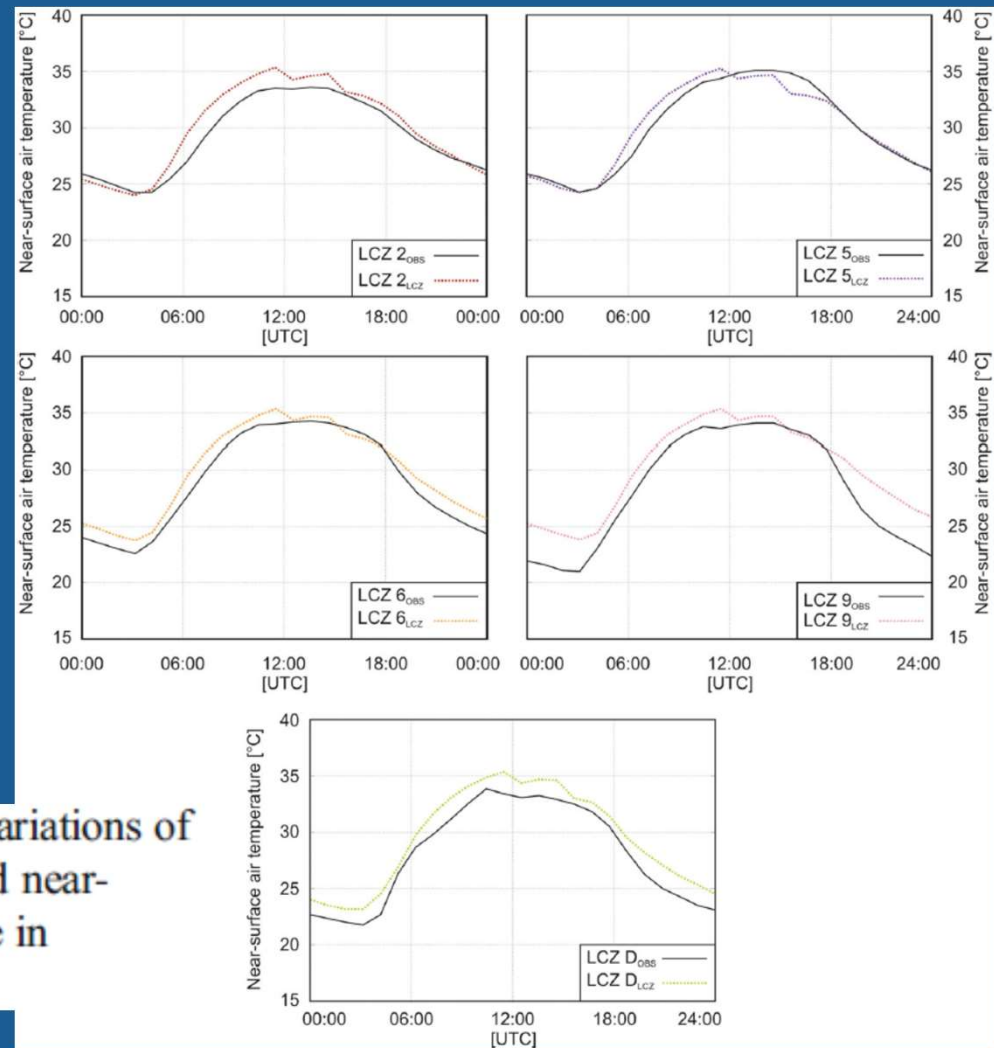 Near-surface air temperature [°C]
40
35
30
25
20
15
LCZ 2OBS
LCZ 2LCZ
00:00 06:00 12:00 18:00 00:00
[UTC]
40
35
30
25
20
15
Near-surface air temperature [°C]
LCZ 5OBS
LCZ 5LCZ
00:00 06:00 12:00 18:00 24:00
[UTC]
Near-surface air temperature [°C]
40
35
30
25
20
15
LCZ 6OBS
LCZ 6LCZ
00:00 06:00 12:00 18:00 00:00
[UTC]
40
35
30
25
20
15
Near-surface air temperature [°C]
LCZ 9OBS
LCZ 9LCZ
00:00 06:00 12:00 18:00 24:00
[UTC]
ariations of
near-
in
Near-surface air temperature [°C]
40
35
30
25
20
15
LCZ DOBS
LCZ DLCZ
00:00 06:00 12:00 18:00 24:00
[UTC]